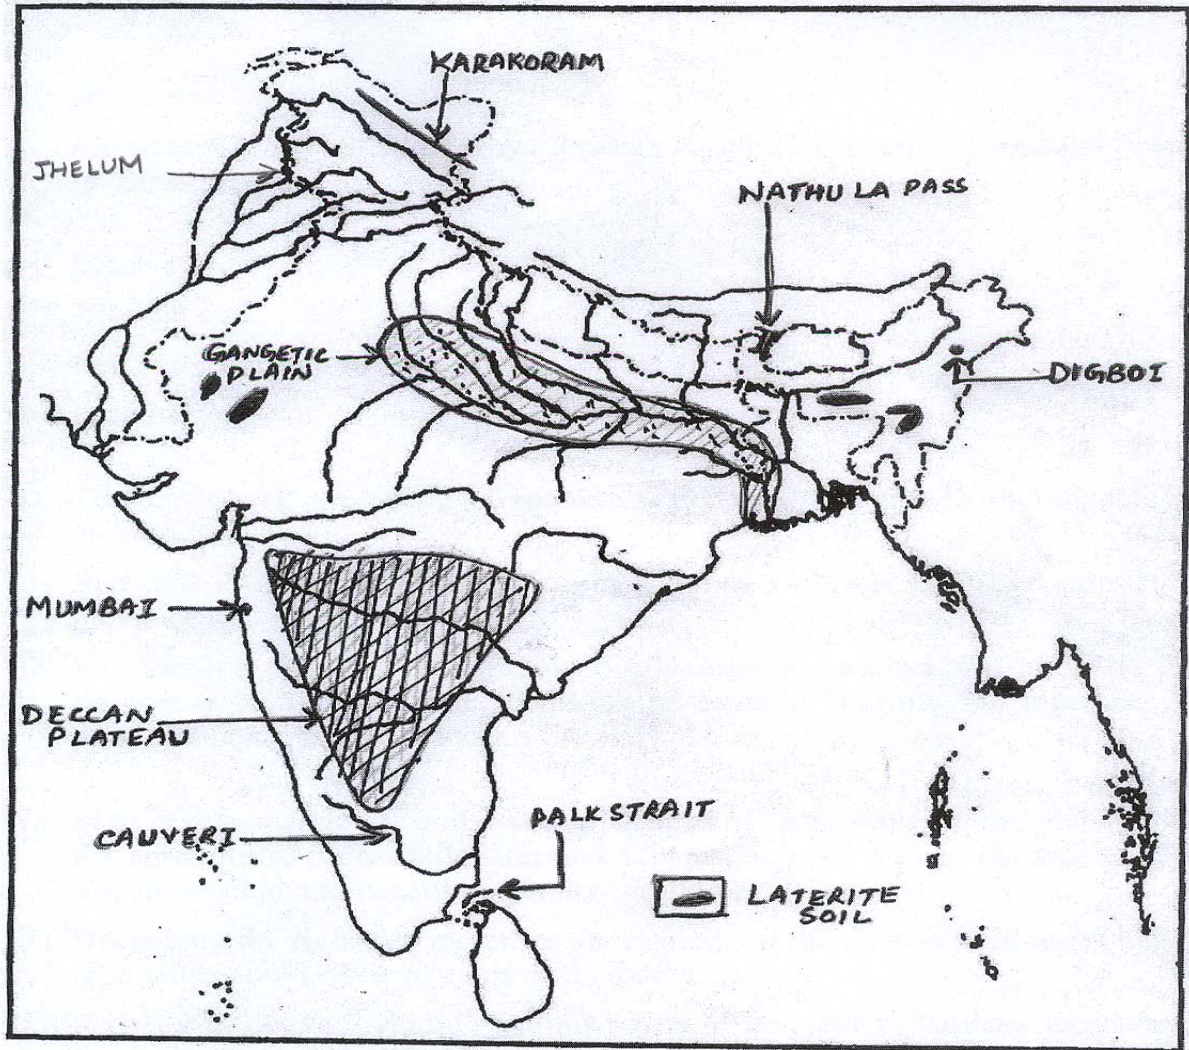 KARAKORAM
JHELUM
NATHU LA PASS
GANGETIC
PLAIN
DIGBOI
MUMBAI
DECCAN
PLATEAU
CAUVERI
PALK STRAIT
LATERITE
SOIL